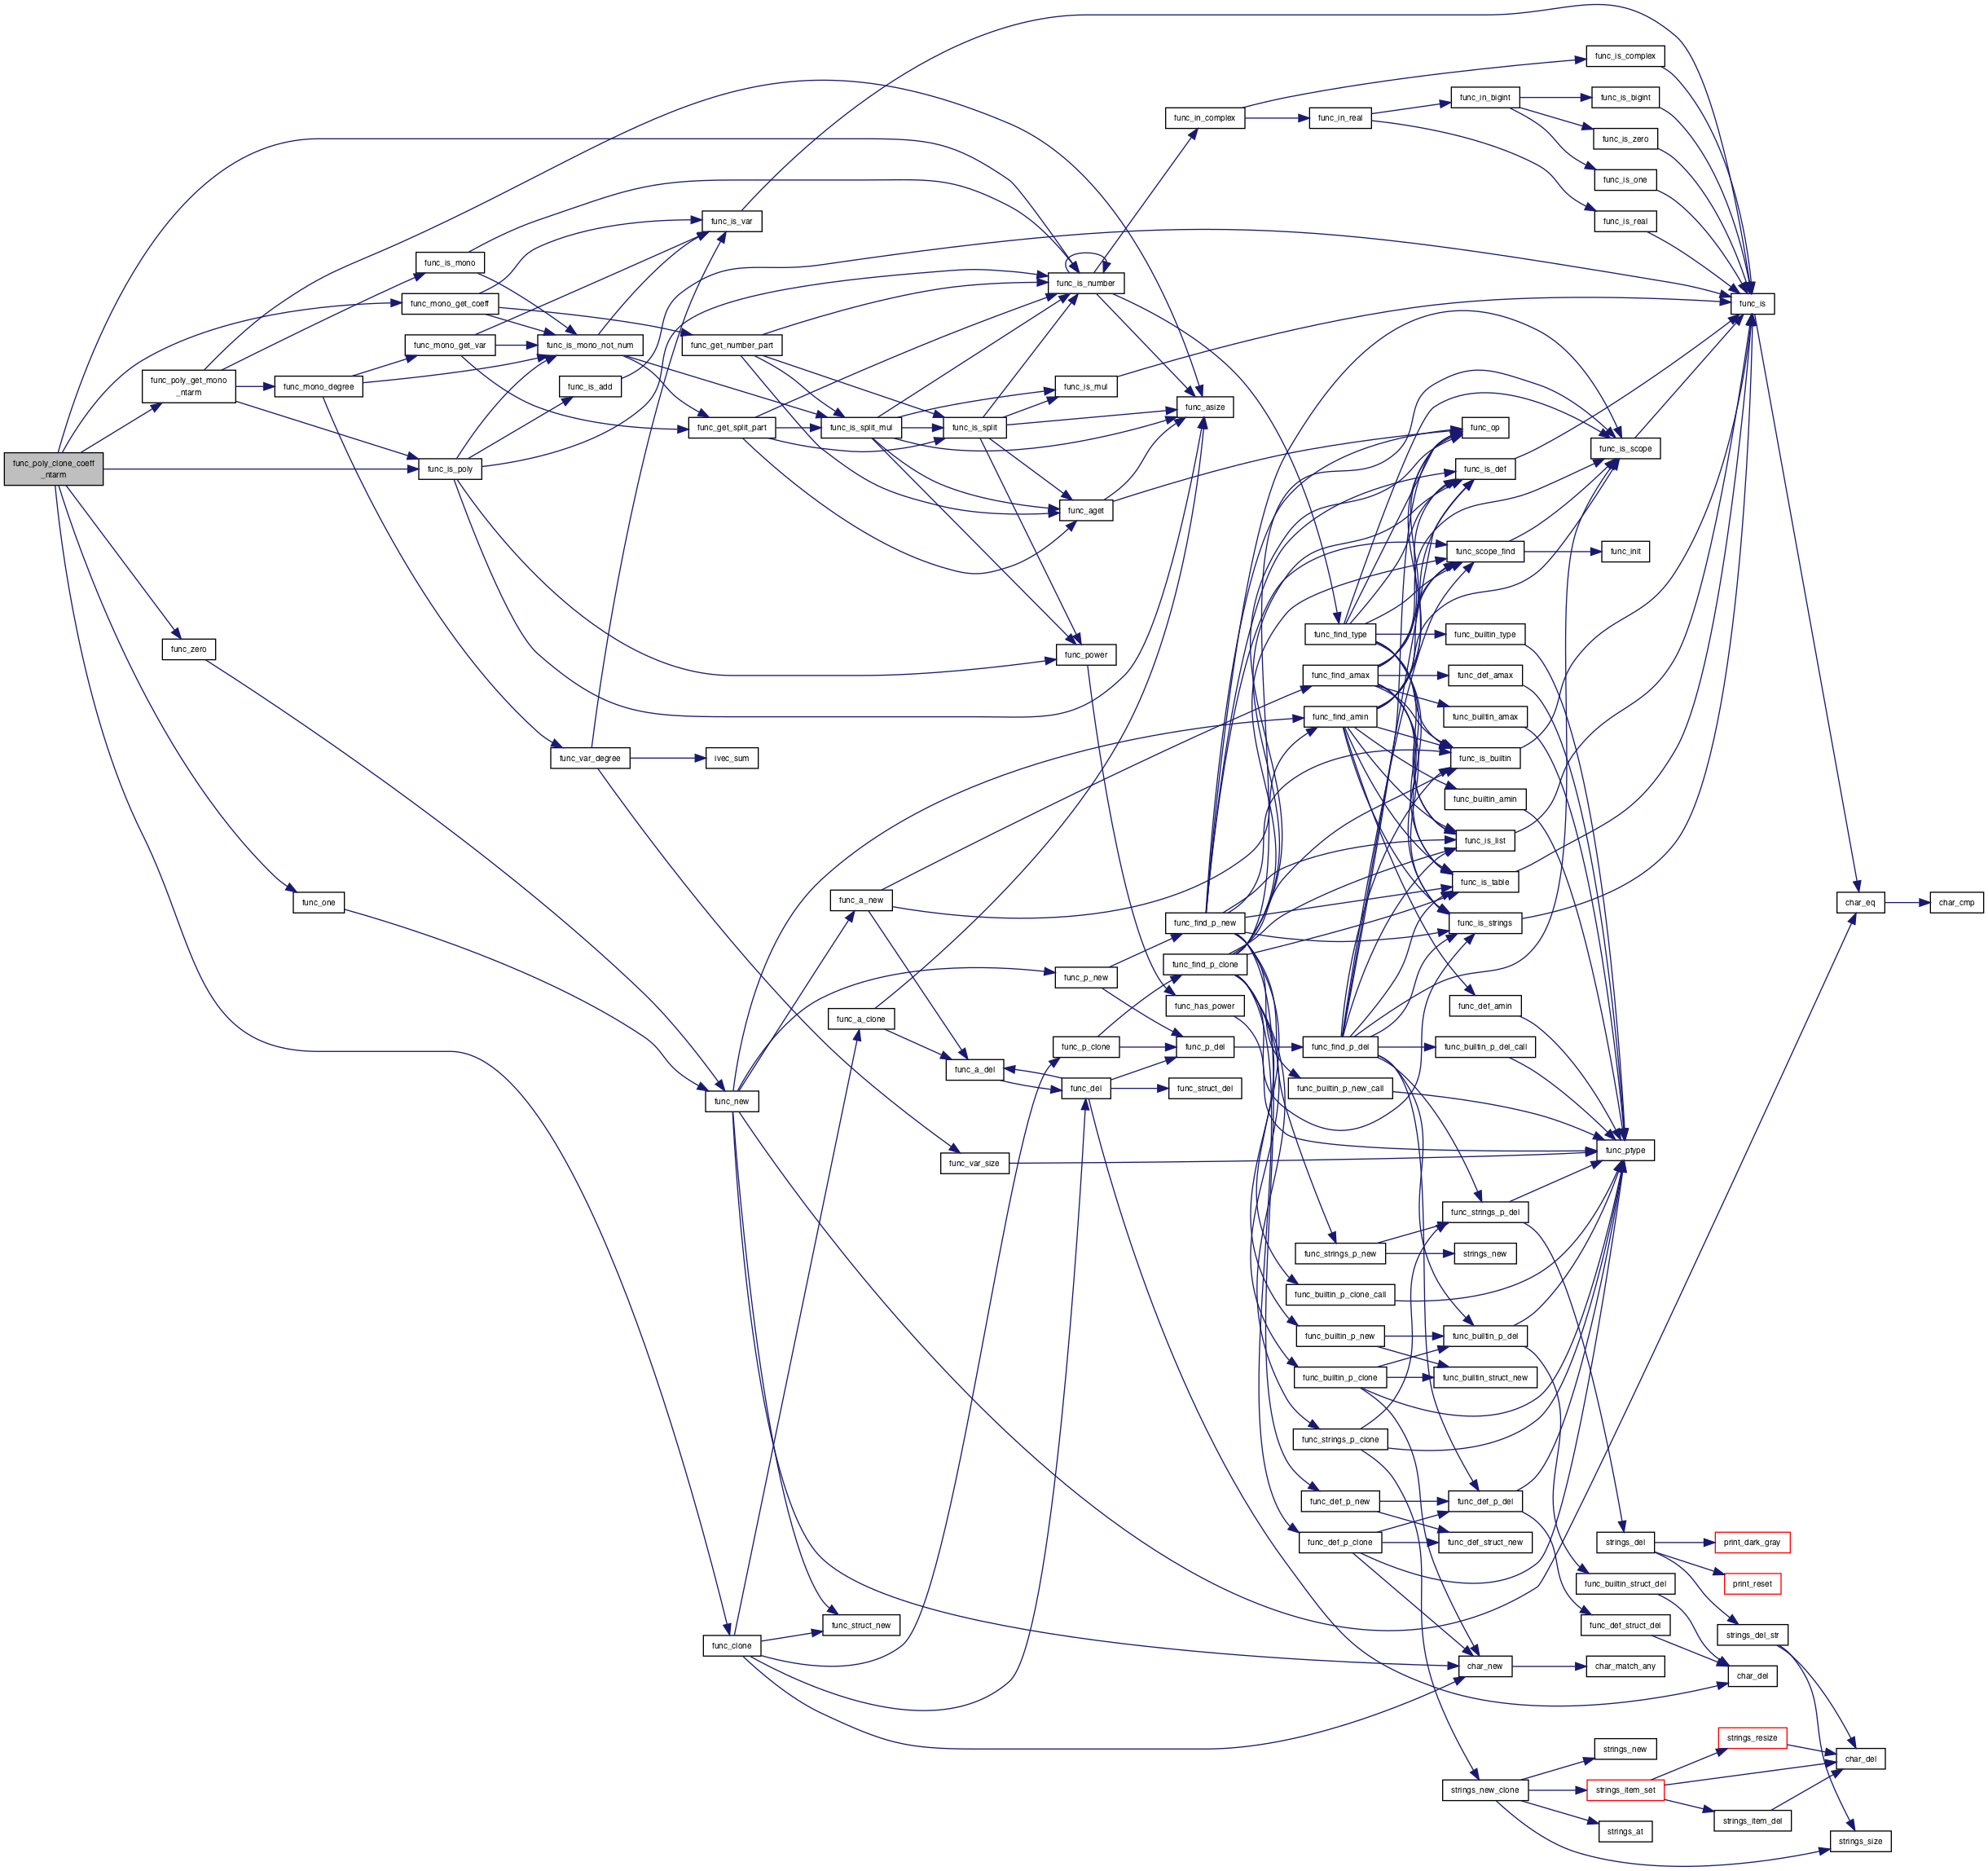 func_poly_clone_coeff
_ntarm
func_poly_get_mono
_ntarm
func_zero
func_mono_degree
func_one
func_is_mono
func_mono_get_coeff
func_mono_get_var
func_is_poly
func_is_mono_not_num
func_is_add
func_var_degree
func_is_var
func_get_number_part
func_get_split_part
ivec_sum
func_new
func_clone
func_is_split_mul
func_a_new
func_a_clone
func_struct_new
func_is_split
func_a_del
func_var_size
func_is_number
func_is_mul
func_aget
func_power
func_p_new
func_p_clone
func_del
func_in_complex
func_asize
func_find_p_new
func_find_p_clone
func_has_power
func_p_del
func_struct_del
func_in_real
func_find_type
func_find_amax
func_find_amin
func_find_p_del
func_builtin_p_new_call
func_strings_p_new
func_builtin_p_clone_call
func_builtin_p_new
func_builtin_p_clone
func_strings_p_clone
func_def_p_new
func_def_p_clone
func_in_bigint
func_op
func_is_def
func_scope_find
func_builtin_type
func_def_amax
func_builtin_amax
func_is_builtin
func_builtin_amin
func_is_list
func_is_table
func_is_strings
func_def_amin
func_builtin_p_del_call
func_strings_p_del
strings_new
func_builtin_p_del
func_builtin_struct_new
func_def_p_del
func_def_struct_new
char_new
strings_new_clone
func_is_complex
func_is_bigint
func_is_zero
func_is_one
func_is_real
func_is_scope
func_init
func_ptype
strings_del
func_builtin_struct_del
func_def_struct_del
char_match_any
strings_new
strings_item_set
strings_at
func_is
print_dark_gray
print_reset
strings_del_str
char_del
strings_resize
strings_item_del
char_eq
char_del
strings_size
char_cmp